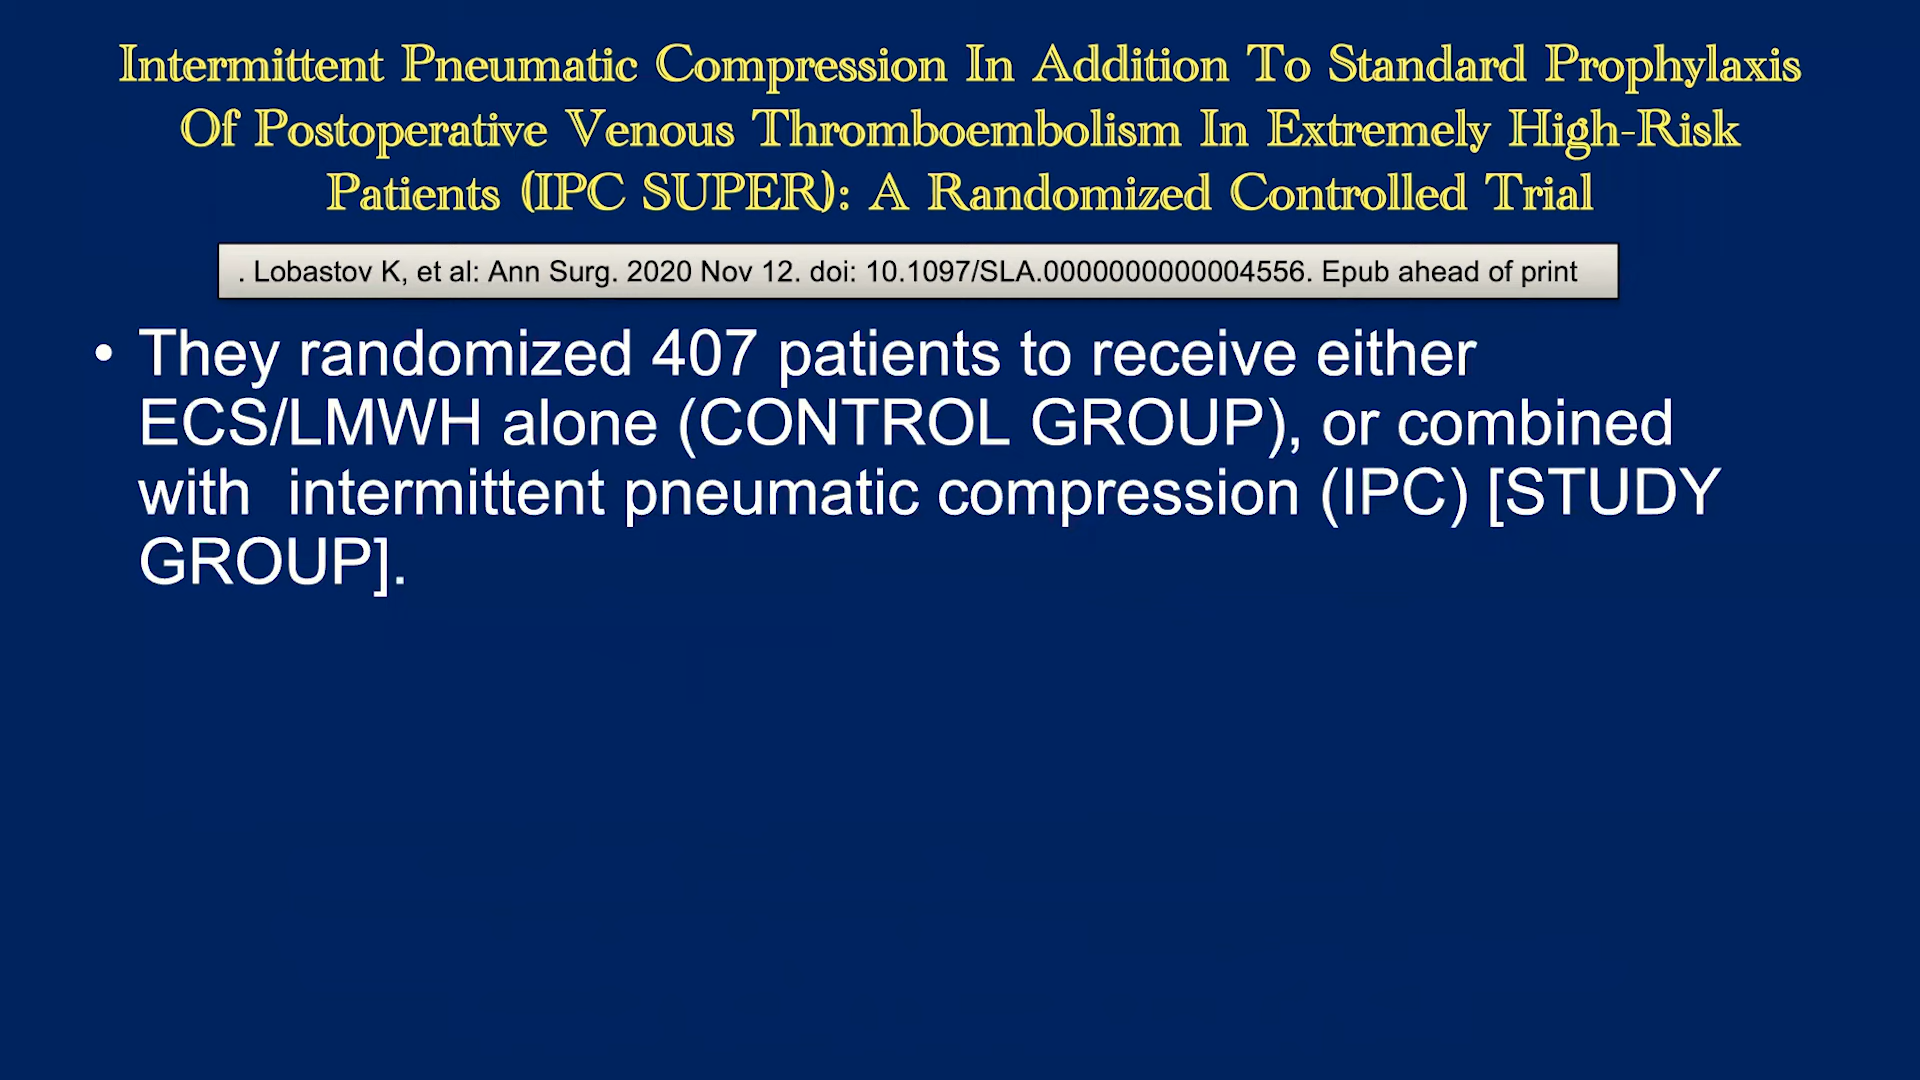 Intermittent Pneumatic Compression In Addition To Standard Prophylaxis
Of Postoperative Venous Thromboembolism In Extremely High-Risk
Patients (IPC SUPER): A Randomized Controlled Trial
. Lobastov K, et al: Ann Surg. 2020 Nov 12. doi: 10.1097/SLA.0000000000004556. Epub ahead of print
• They randomized 407 patients to receive either
ECS/LMWH alone (CONTROL GROUP), or combined
with  intermittent pneumatic compression (IPC) [STUDY
GROUP].